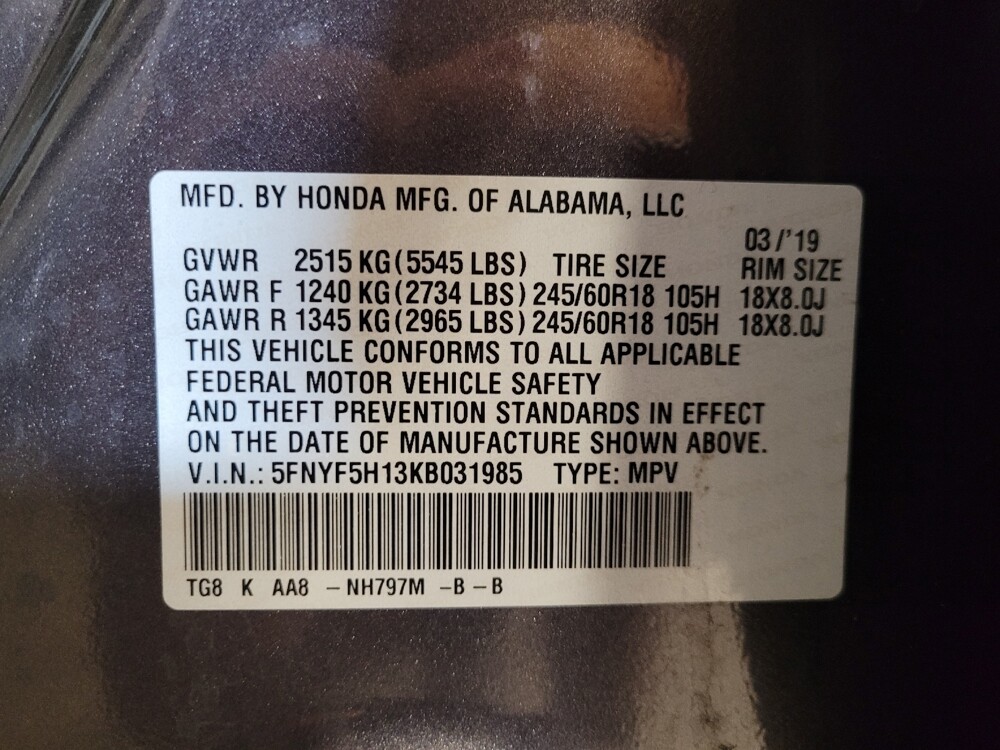 MFD. BY HONDA MFG. OF ALABAMA, LLC
03/'19
GVWR 2515 KG(5545 LBS) TIRE SIZE RIM SIZE
GAWR F 1240 KG(2734 LBS) 245/60R18 105H 18X8.0J
GAWR R 1345 KG(2965 LBS) 245/60R18 105H 18X8.0J
THIS VEHICLE CONFORMS TO ALL APPLICABLE
FEDERAL MOTOR VEHICLE SAFETY
AND THEFT PREVENTION STANDARDS IN EFFECT
ON THE DATE OF MANUFACTURE SHOWN ABOVE.
V.I.N.: 5FNYF5H13KB031985 TYPE: MPV
TG8 K AA8 – NH797M – B – B